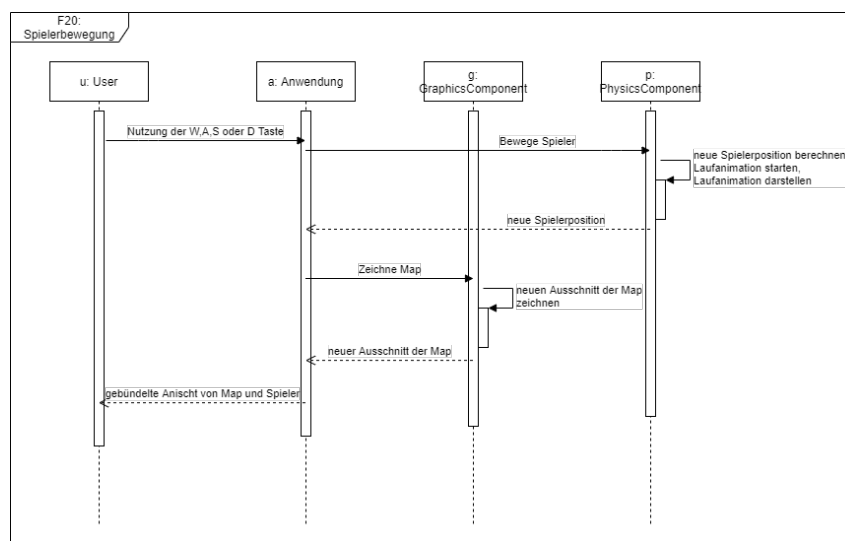 F20:
Spielerbewegung
u: User
a: Anwendung
g:
GraphicsComponent
p:
PhysicsComponent
Nutzung der W,A,S oder D Taste
Bewege Spieler
neue Spielerposition berechnen,
Laufanimation starten,
Laufanimation darstellen
neue Spielerposition
Zeichne Map
neuen Ausschnitt der Map
zeichnen
neuer Ausschnitt der Map
gebündelte Anischt von Map und Spieler